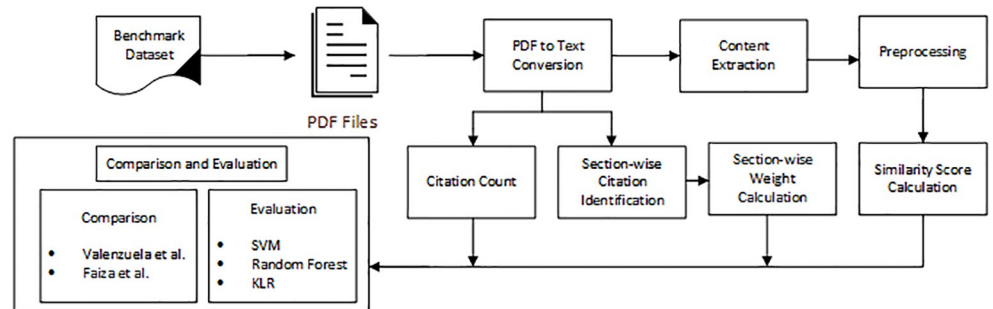 Benchmark
Dataset
PDF Files
PDF to Text
Conversion
Content
Extraction
Preprocessing
Citation Count
Section-wise
Citation
Identification
Section-wise
Weight
Calculation
Similarity Score
Calculation
Comparison and Evaluation
Comparison
• Valenzuela et al.
• Faiza et al.
Evaluation
• SVM
• Random Forest
• KLR